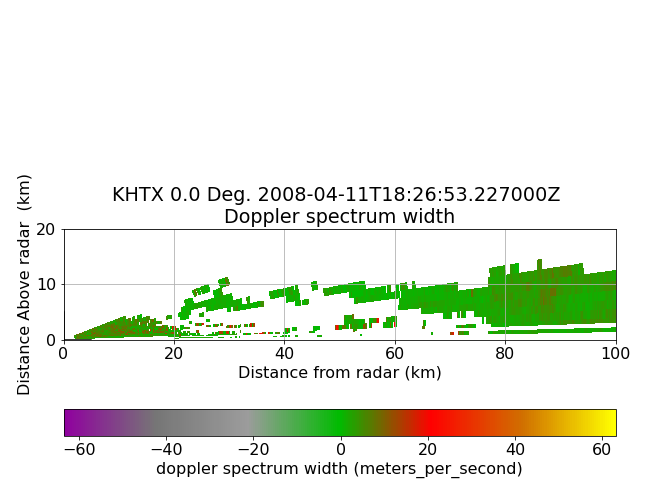 KHTX 0.0 Deg. 2008-04-11T18:26:53.227000Z
Doppler spectrum width
Distance Above radar  (km)
20
10
0
0 20 40 60 80 100
Distance from radar (km)
−60 −40 −20 0 20 40 60
doppler spectrum width (meters_per_second)